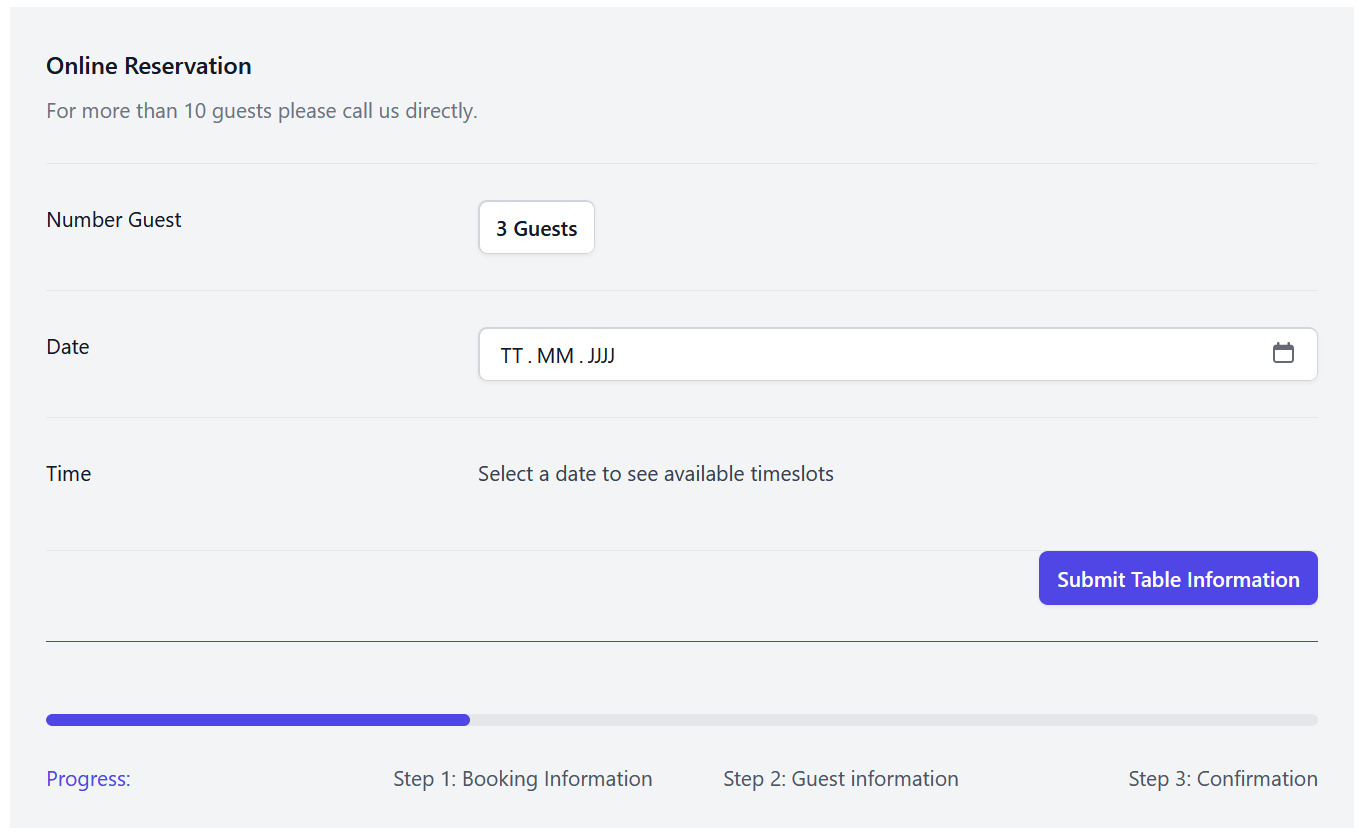 Online Reservation
For more than 10 guests please call us directly.
Number Guest
3 Guests
Date
TT . MM . JJJJ
Time
Select a date to see available timeslots
Submit Table Information
Progress:
Step 1: Booking Information
Step 2: Guest information
Step 3: Confirmation